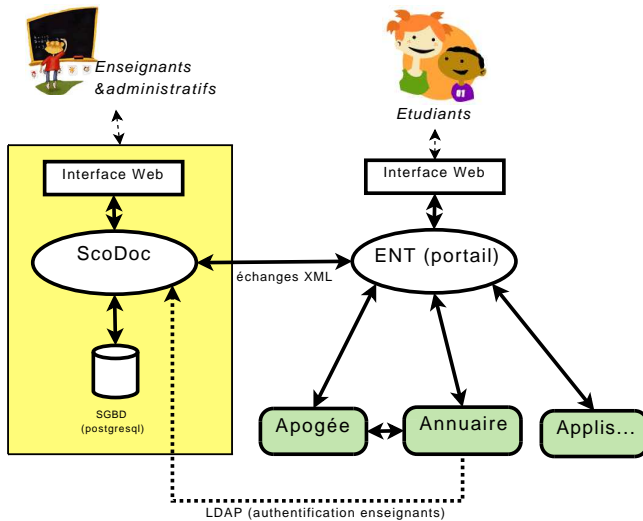 Enseignants
&administratifs
Etudiants
Interface Web
Interface Web
ScoDoc
ENT (portail)
échanges XML
SGBD
(postgresql)
Apogée
Annuaire
Applis...
LDAP (authentification enseignants)